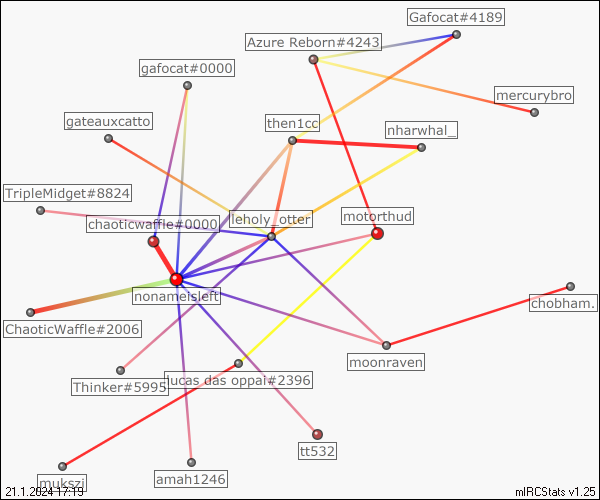 Gafocat#4189
Azure Reborn#4243
gafocat#0000
mercurybro
gateauxcatto
then1cc
nharwhal_
TripleMidget#8824
leholy_otter
motorthud
chaoticwaffle#0000
nonameisleft
chobham.
ChaoticWaffle#2006
moonraven
Thinker#5995
lucas das oppai#2396
tt532
mukszi
amah1246
21.1.2024 17:19
mIRCStats v1.25